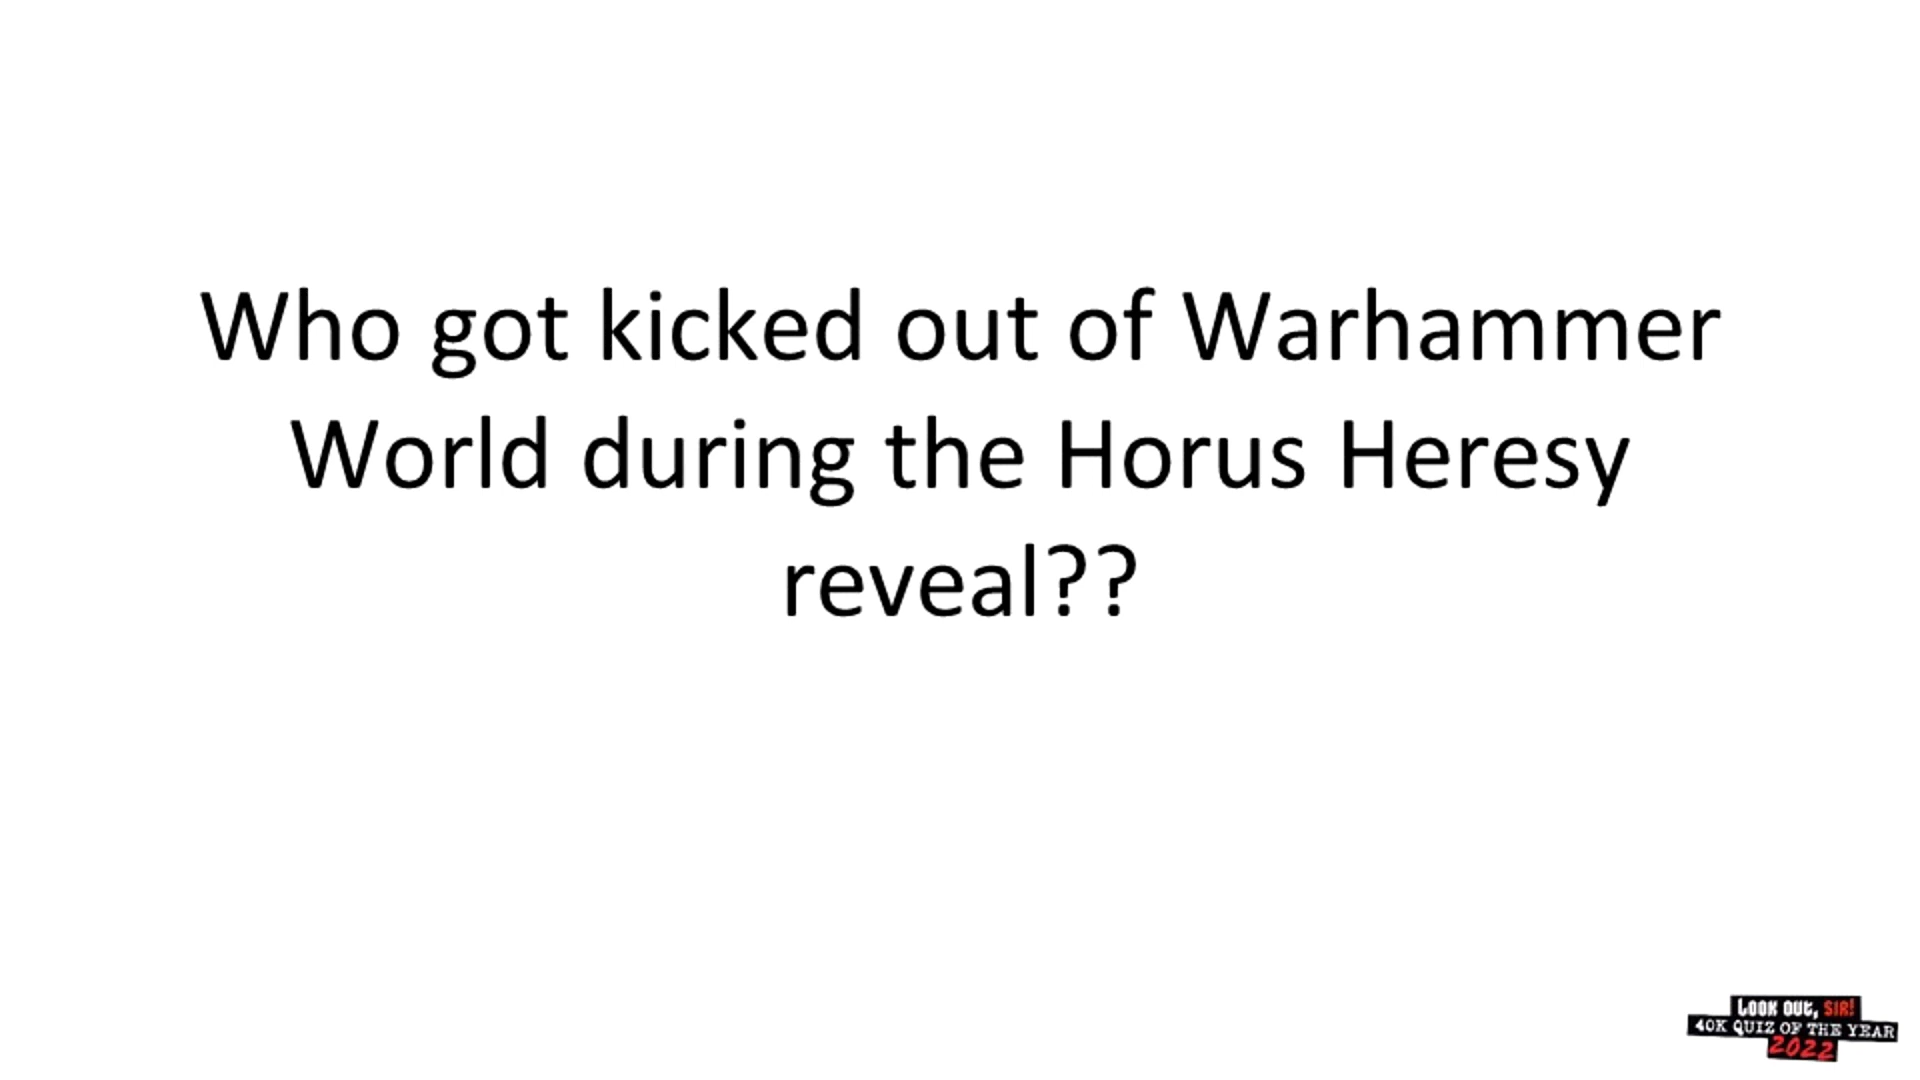 Who got kicked out of Warhammer
World during the Horus Heresy
reveal??
LOOK OUT, SIR!
40K QUIZ OF THE YEAR
2022